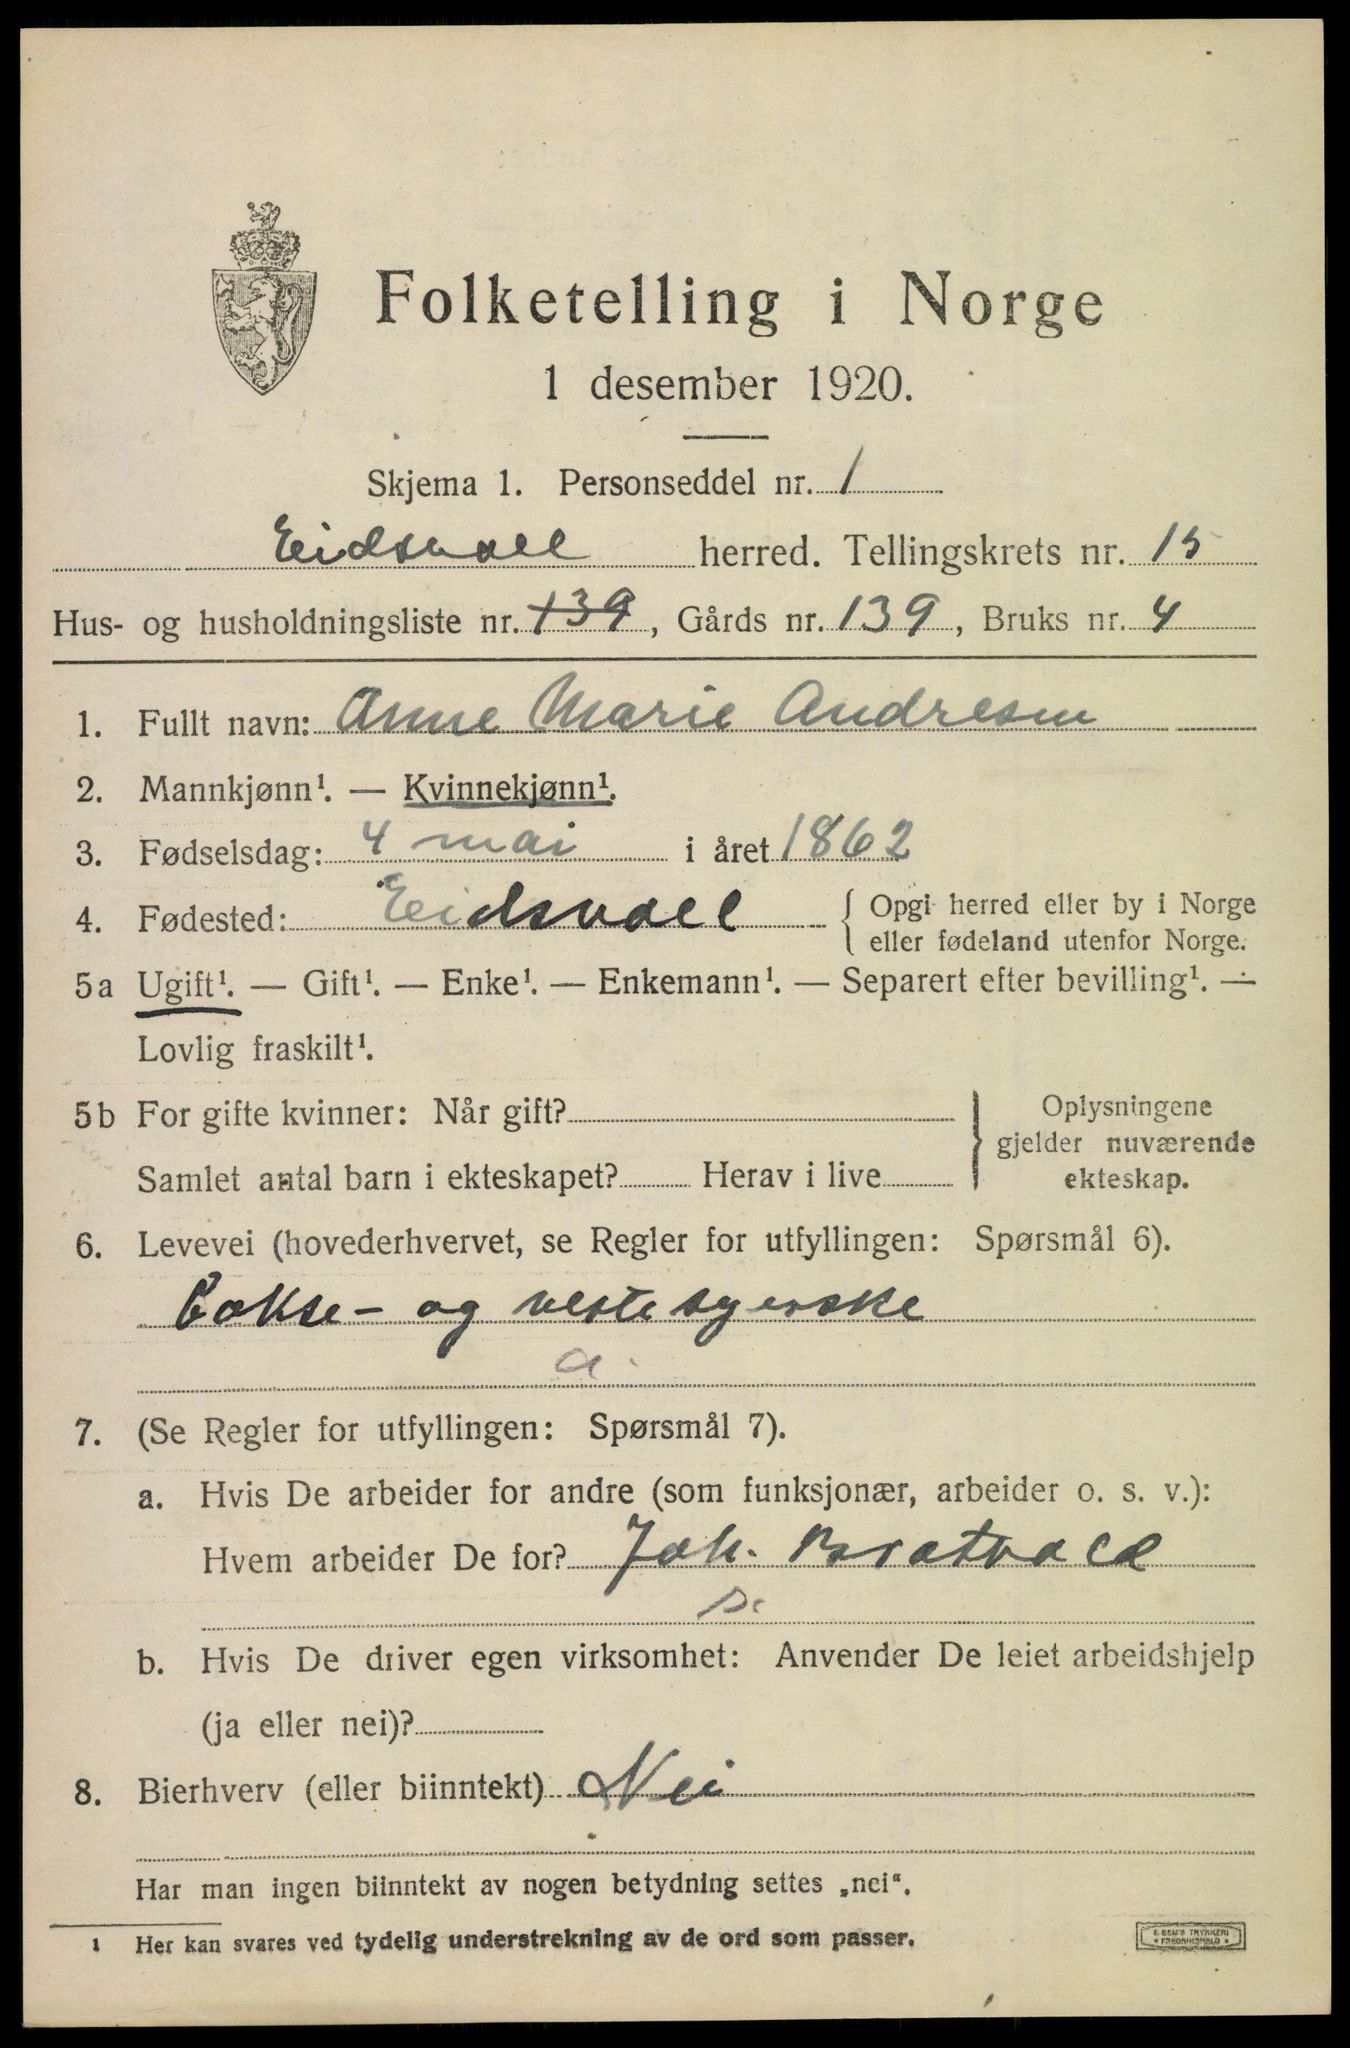 Folketelling i Norge
1 desember 1920.
Skjema 1. Personseddel nr. 1
Eidsvoll herred. Tellingskrets nr. 15
Hus- og husholdningsliste nr. 139, Gårds nr. 139, Bruks nr. 4
1. Fullt navn: Anne Marie Andresen
2. Mannkjønn¹. — Kvinnekjønn¹.
3. Fødselsdag: 4 mai i året 1862
4. Fødested: Eidsvoll { Opgi herred eller by i Norge
eller fødeland utenfor Norge.
5a Ugift¹. — Gift¹. — Enke¹. — Enkemann¹. — Separert efter bevilling¹. —
Lovlig fraskilt¹.
5b For gifte kvinner: Når gift? } Oplysningene
gjelder nuværende
Samlet antal barn i ekteskapet? Herav i live ekteskap.
6. Levevei (hovederhvervet, se Regler for utfyllingen: Spørsmål 6).
Bokse- og vestesyerske
a.
7. (Se Regler for utfyllingen: Spørsmål 7).
a. Hvis De arbeider for andre (som funksjonær, arbeider o. s. v.):
Hvem arbeider De for? Joh. Bratvold
b. Hvis De driver egen virksomhet: Anvender De leiet arbeidshjelp
(ja eller nei)?
8. Bierhverv (eller biinntekt) Nei
Har man ingen biinntekt av nogen betydning settes „nei“.
1 Her kan svares ved tydelig understrekning av de ord som passer.
E. SEM'S TRYKKERI
FREDRIKSHALD